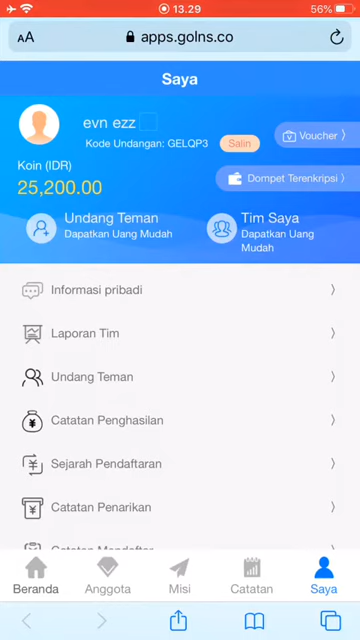 13.29
56%
AA
apps.golns.co
Saya
evn ezz
Kode Undangan: GELQP3
Salin
Voucher
Koin (IDR)
25,200.00
Dompet Terenkripsi
Undang Teman
Dapatkan Uang Mudah
Tim Saya
Dapatkan Uang
Mudah
Informasi pribadi
Laporan Tim
Undang Teman
Catatan Penghasilan
Sejarah Pendaftaran
Catatan Penarikan
Catatan Mendaftar
Beranda
Anggota
Misi
Catatan
Saya